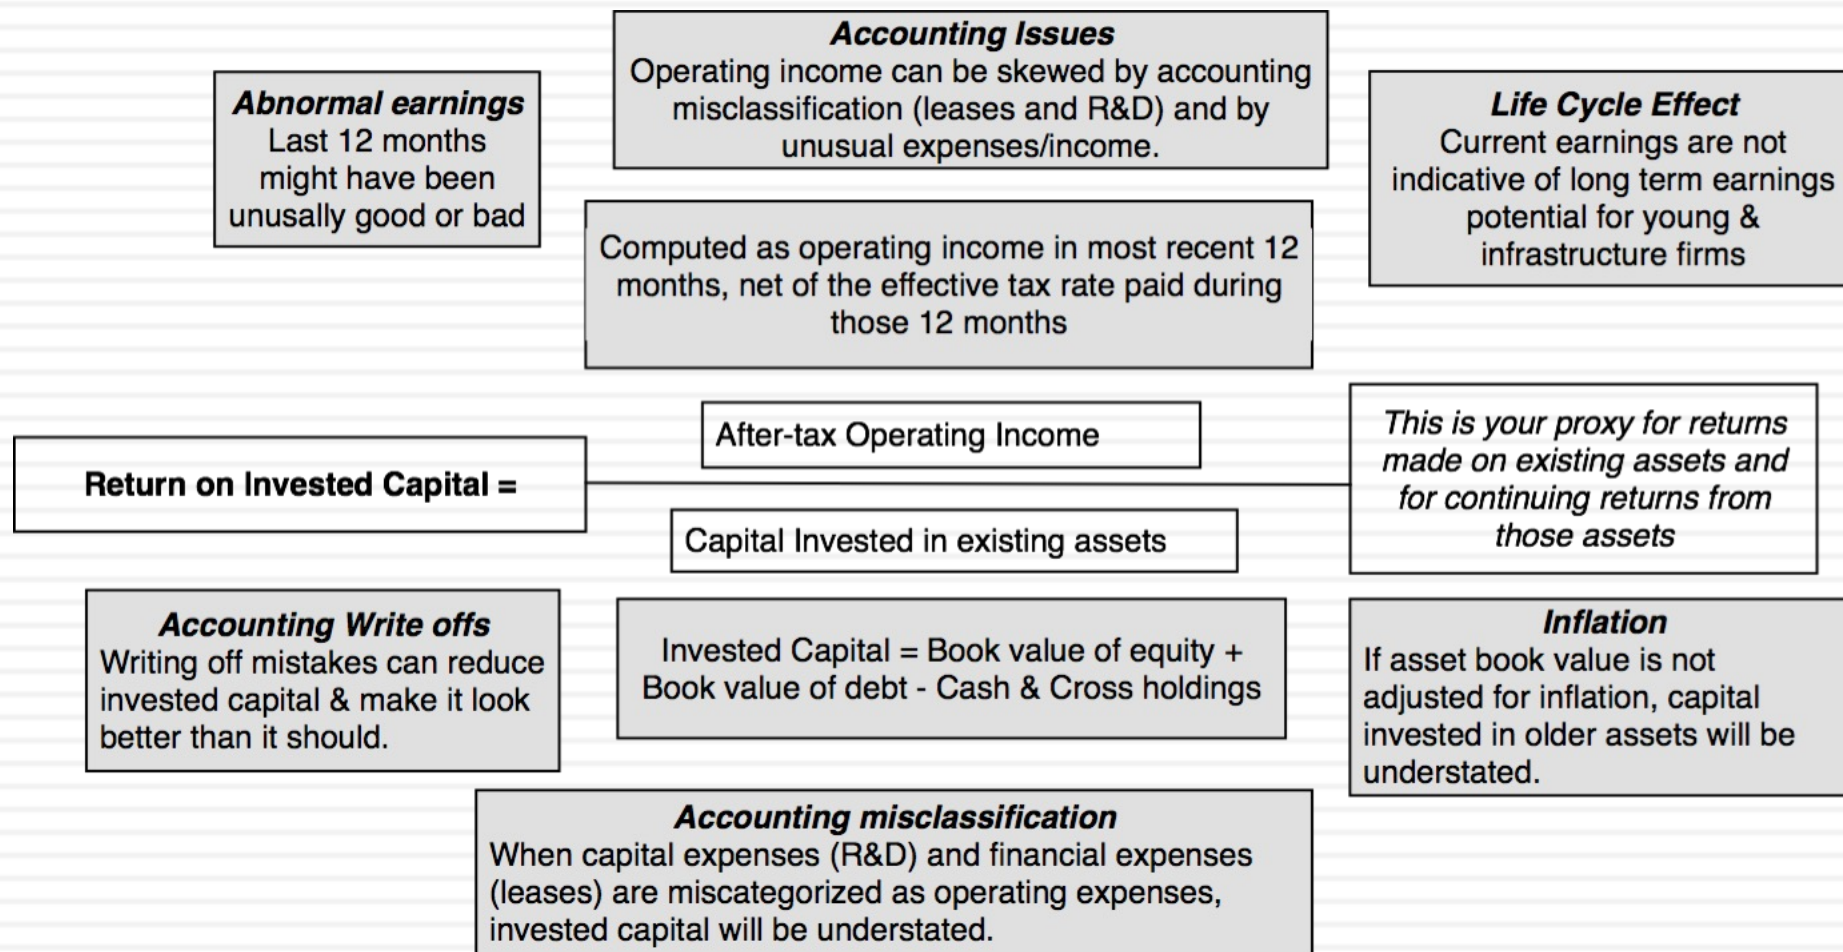 Accounting Issues
Operating income can be skewed by accounting
misclassification (leases and R&D) and by
unusual expenses/income.
Abnormal earnings
Last 12 months
might have been
unusally good or bad
Life Cycle Effect
Current earnings are not
indicative of long term earnings
potential for young &
infrastructure firms
Computed as operating income in most recent 12
months, net of the effective tax rate paid during
those 12 months
Return on Invested Capital =
After-tax Operating Income
Capital Invested in existing assets
This is your proxy for returns
made on existing assets and
for continuing returns from
those assets
Accounting Write offs
Writing off mistakes can reduce
invested capital & make it look
better than it should.
Invested Capital = Book value of equity +
Book value of debt - Cash & Cross holdings
Inflation
If asset book value is not
adjusted for inflation, capital
invested in older assets will be
understated.
Accounting misclassification
When capital expenses (R&D) and financial expenses
(leases) are miscategorized as operating expenses,
invested capital will be understated.